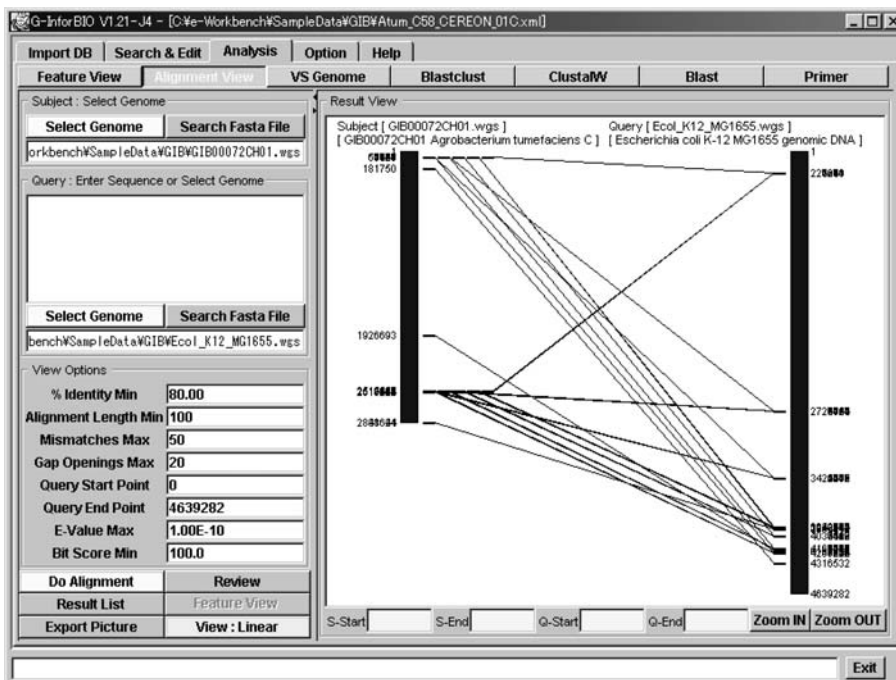 G-InforBIO V1.21-J4 - [C:¥e-Workbench¥SampleData¥GIB¥Atum_C58_CEREON_01C.xml]
Import DB Search & Edit Analysis Option Help
Feature View Alignment View VS Genome Blastclust ClustalW Blast Primer
Subject : Select Genome
Select Genome Search Fasta File
orkbench¥SampleData¥GIB¥GIB00072CH01.wgs
Query : Enter Sequence or Select Genome
Select Genome Search Fasta File
bench¥SampleData¥GIB¥Ecol_K12_MG1655.wgs
View Options
% Identity Min 80.00
Alignment Length Min 100
Mismatches Max 50
Gap Openings Max 20
Query Start Point 0
Query End Point 4639282
E-Value Max 1.00E-10
Bit Score Min 100.0
Do Alignment Review
Result List Feature View
Export Picture View : Linear
Result View
Subject [ GIB00072CH01.wgs ] Query [ Ecol_K12_MG1655.wgs ]
[ GIB00072CH01 Agrobacterium tumefaciens C ] [ Escherichia coli K-12 MG1655 genomic DNA ]
1 1
181750
1926693
4316532
4639282
S-Start S-End Q-Start Q-End Zoom IN Zoom OUT
Exit